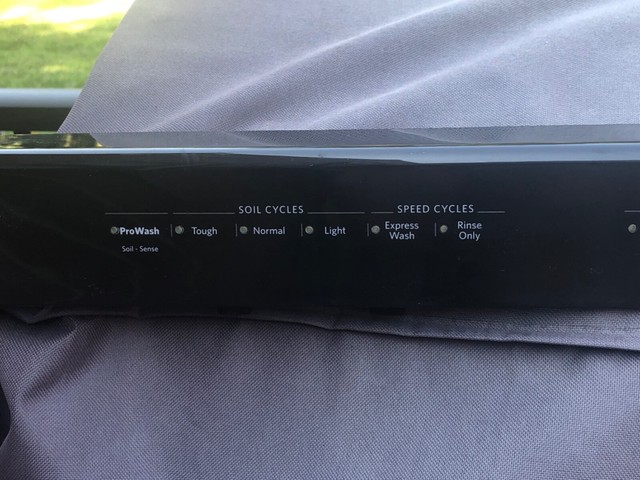 SOIL CYCLES
SPEED CYCLES
ProWash
Soil - Sense
Tough
Normal
Light
Express
Wash
Rinse
Only